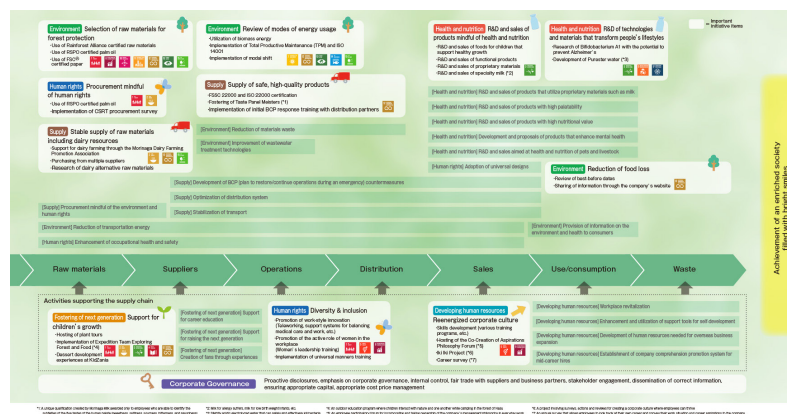 Environment Selection of raw materials for
forest protection
·Use of Rainforest Alliance certified raw materials
·Use of RSPO certified palm oil
·Use of FSC®
certified paper
Human rights Procurement mindful
of human rights
·Use of RSPO certified palm oil
·Implementation of CSRT procurement survey
Supply Stable supply of raw materials
including dairy resources
·Support for dairy farming through the Morinaga Dairy Farming
Promotion Association
·Purchasing from multiple suppliers
·Research of dairy alternative raw materials
Environment Review of modes of energy usage
·Utilization of biomass energy
·Implementation of Total Productive Maintenance (TPM) and ISO
14001
·Implementation of modal shift
Supply Supply of safe, high-quality products
·FSSC 22000 and ISO 22000 certification
·Fostering of Taste Panel Meisters (*1)
·Implementation of initial BCP response training with distribution partners
[Environment] Reduction of materials waste
[Environment] Improvement of wastewater
treatment technologies
Health and nutrition R&D and sales of
products mindful of health and nutrition
·R&D and sales of foods for children that
support healthy growth
·R&D and sales of functional products
·R&D and sales of proprietary materials
·R&D and sales of specialty milk (*2)
Health and nutrition R&D of technologies
and materials that transform people's lifestyles
·Research of Bifidobacterium A1 with the potential to
prevent Alzheimer's
·Development of Purester water (*3)
= Important
initiative items
[Health and nutrition] R&D and sales of products that utilize proprietary materials such as milk
[Health and nutrition] R&D and sales of products with high palatability
[Health and nutrition] R&D and sales of products with high nutritional value
[Health and nutrition] Development and proposals of products that enhance mental health
[Health and nutrition] R&D and sales aimed at health and nutrition of pets and livestock
[Human rights] Adoption of universal designs
Environment Reduction of food loss
·Review of best-before dates
·Sharing of information through the company's website
[Supply] Development of BCP (plan to restore/continue operations during an emergency) countermeasures
[Supply] Optimization of distribution system
[Supply] Procurement mindful of the environment and
human rights
[Supply] Stabilization of transport
[Environment] Reduction of transportation energy
[Environment] Provision of information on the
environment and health to consumers
[Human rights] Enhancement of occupational health and safety
Achievement of an enriched society
filled with bright smiles
Raw materials
Suppliers
Operations
Distribution
Sales
Use/consumption
Waste
Activities supporting the supply chain
Fostering of next generation Support for
children's growth
·Hosting of plant tours
·Implementation of Expedition Team Exploring
Forest and Food (*4)
·Dessert development
experiences at KidZania
[Fostering of next generation] Support
for career education
[Fostering of next generation] Support
for raising the next generation
[Fostering of next generation]
Creation of fans through experiences
Human rights Diversity & inclusion
·Promotion of work-style innovation
(Teleworking, support systems for balancing
medical care and work, etc.)
·Promotion of the active role of women in the
workplace
(Women's leadership training)
·Implementation of universal manners training
Developing human resources
Reenergized corporate culture
·Skills development (various training
programs, etc.)
·Hosting of the Co-Creation of Aspirations
Philosophy Forum (*5)
·Iki Iki Project (*6)
·Career survey (*7)
[Developing human resources] Workplace revitalization
[Developing human resources] Enhancement and utilization of support tools for self-development
[Developing human resources] Development of human resources needed for overseas business
expansion
[Developing human resources] Establishment of company comprehensive promotion system for
mid-career hires
Corporate Governance
Proactive disclosures, emphasis on corporate governance, internal control, fair trade with suppliers and business partners, stakeholder engagement, dissemination of correct information,
ensuring appropriate capital, appropriate cost price management